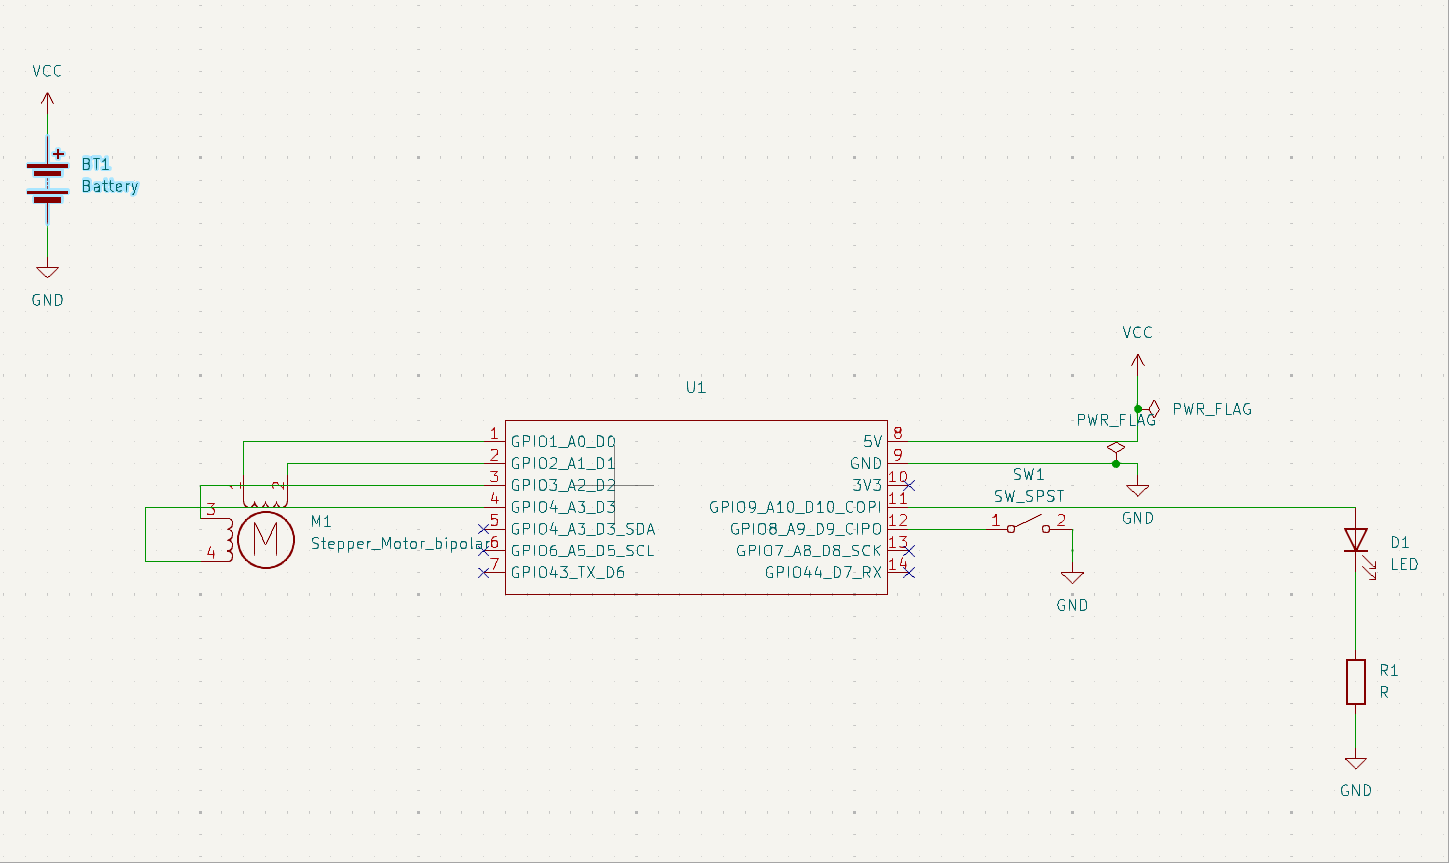 VCC
+
BT1
Battery
GND
VCC
PWR_FLAG
PWR_FLAG
U1
1 GPIO1_A0_D0
2 GPIO2_A1_D1
3 GPIO3_A2_D2
4 GPIO4_A3_D3
5 GPIO4_A3_D3_SDA
6 GPIO6_A5_D5_SCL
7 GPIO43_TX_D6
5V 8
GND 9
3V3 10
GPIO9_A10_D10_COPI 11
GPIO8_A9_D9_CIPO 12
GPIO7_A8_D8_SCK 13
GPIO44_D7_RX 14
1 2
3
4
M
M1
Stepper_Motor_bipolar
SW1
SW_SPST
1 2
GND
GND
D1
LED
R1
R
GND